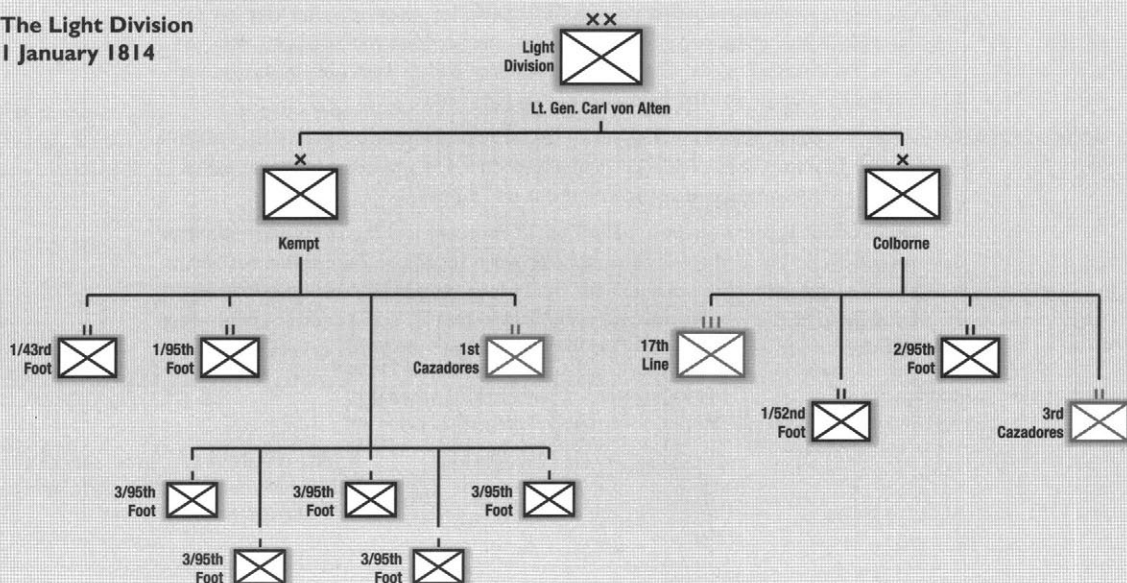 The Light Division
1 January 1814
XX
Light
Division
Lt. Gen. Carl von Alten
X
Kempt
X
Colborne
II
1/43rd
Foot
II
1/95th
Foot
II
1st
Cazadores
III
17th
Line
II
2/95th
Foot
II
1/52nd
Foot
II
3rd
Cazadores
I
3/95th
Foot
I
3/95th
Foot
I
3/95th
Foot
I
3/95th
Foot
I
3/95th
Foot